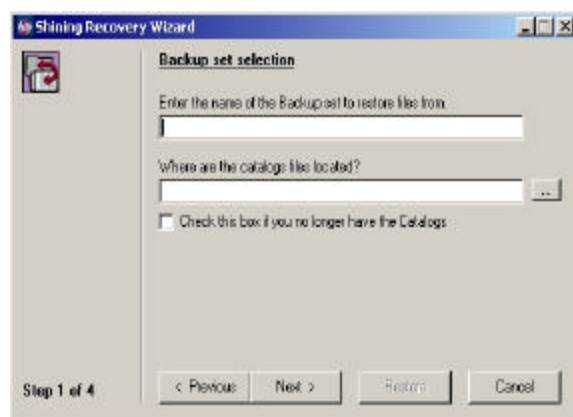 Shining Recovery Wizard
Backup set selection
Enter the name of the Backup set to restore files from.
Where are the catalogs files located?
...
Check this box if you no longer have the Catalogs
Step 1 of 4
< Previous
Next >
Restore
Cancel